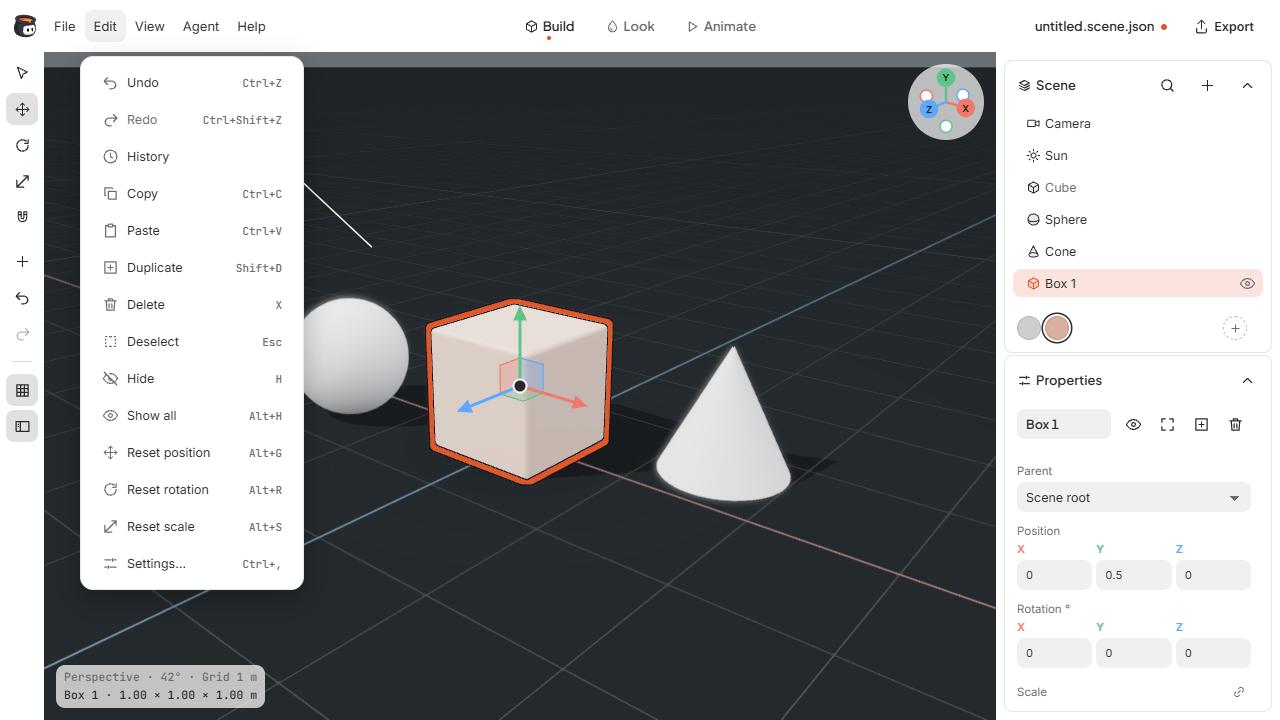 File Edit View Agent Help
Build Look Animate
untitled.scene.json Export
Undo Ctrl+Z
Redo Ctrl+Shift+Z
History
Copy Ctrl+C
Paste Ctrl+V
Duplicate Shift+D
Delete X
Deselect Esc
Hide H
Show all Alt+H
Reset position Alt+G
Reset rotation Alt+R
Reset scale Alt+S
Settings... Ctrl+,
Y
Z X
Perspective · 42° · Grid 1 m
Box 1 · 1.00 × 1.00 × 1.00 m
Scene
Camera
Sun
Cube
Sphere
Cone
Box 1
Properties
Box 1
Parent
Scene root
Position
X Y Z
0 0.5 0
Rotation °
X Y Z
0 0 0
Scale